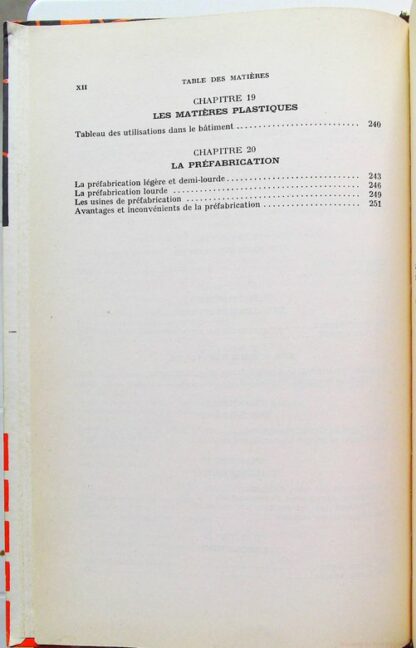 XII
TABLE DES MATIÈRES
CHAPITRE 19
LES MATIÈRES PLASTIQUES
Tableau des utilisations dans le bâtiment .............................. 240
CHAPITRE 20
LA PRÉFABRICATION
La préfabrication légère et demi-lourde .............................. 243
La préfabrication lourde .............................. 246
Les usines de préfabrication .............................. 249
Avantages et inconvénients de la préfabrication .............................. 251